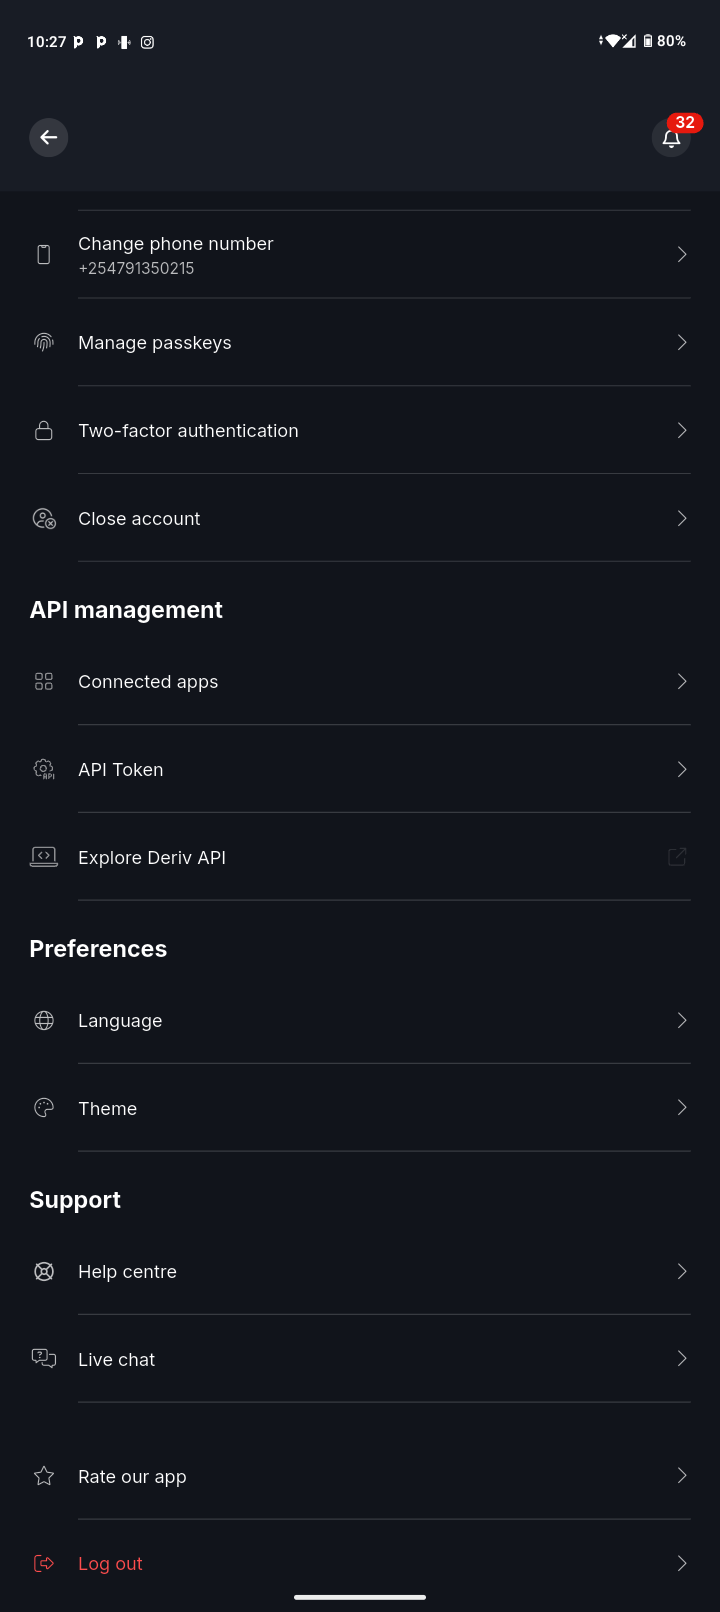 10:27
80%
32
Change phone number
+254791350215
Manage passkeys
Two-factor authentication
Close account
API management
Connected apps
API Token
API
Explore Deriv API
Preferences
Language
Theme
Support
Help centre
Live chat
Rate our app
Log out